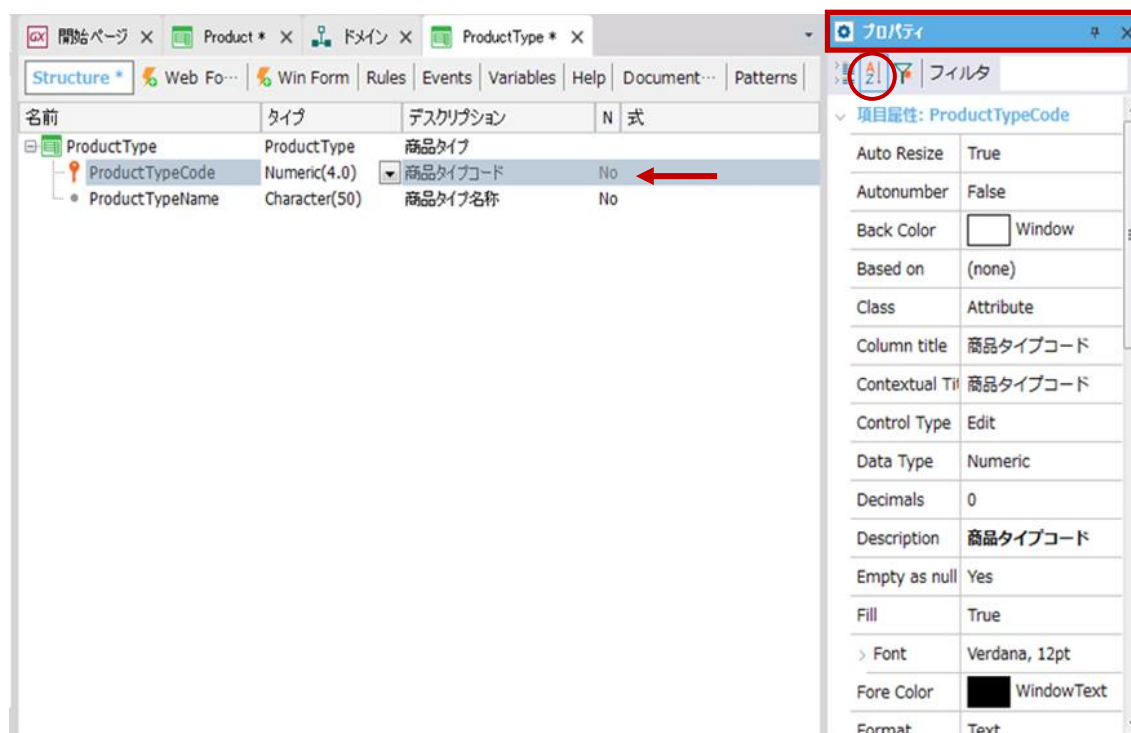 GX 開始ページ × Product * × ドメイン × ProductType * ×
Structure * Web Fo… Win Form Rules Events Variables Help Document… Patterns
名前 タイプ デスクリプション N 式
ProductType ProductType 商品タイプ
ProductTypeCode Numeric(4.0) 商品タイプコード No
ProductTypeName Character(50) 商品タイプ名称 No
プロパティ
フィルタ
項目属性: ProductTypeCode
Auto Resize True
Autonumber False
Back Color Window
Based on (none)
Class Attribute
Column title 商品タイプコード
Contextual Tit 商品タイプコード
Control Type Edit
Data Type Numeric
Decimals 0
Description 商品タイプコード
Empty as null Yes
Fill True
Font Verdana, 12pt
Fore Color WindowText
Format Text